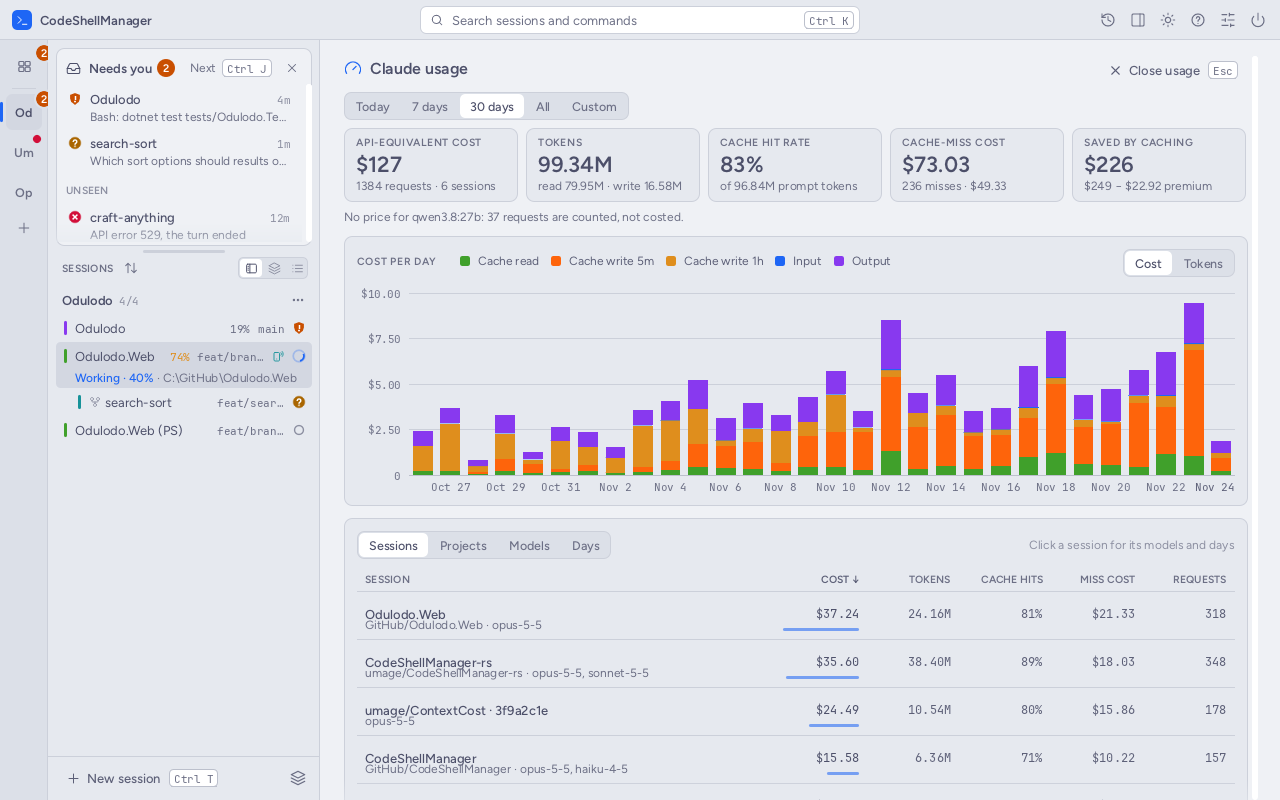 CodeShellManager
Search sessions and commands
Ctrl K
2
2
Od
Um
Op
Needs you 2 Next Ctrl J
Odulodo 4m
Bash: dotnet test tests/Odulodo.Te…
search-sort 1m
Which sort options should results o…
UNSEEN
craft-anything 12m
API error 529, the turn ended
SESSIONS
Odulodo 4/4
Odulodo 19% main
Odulodo.Web 74% feat/bran…
Working · 40% · C:\GitHub\Odulodo.Web
search-sort feat/sear…
Odulodo.Web (PS) feat/bran…
New session Ctrl T
Claude usage
Close usage Esc
Today 7 days 30 days All Custom
API-EQUIVALENT COST
$127
1384 requests · 6 sessions
TOKENS
99.34M
read 79.95M · write 16.58M
CACHE HIT RATE
83%
of 96.84M prompt tokens
CACHE-MISS COST
$73.03
236 misses · $49.33
SAVED BY CACHING
$226
$249 − $22.92 premium
No price for qwen3.8:27b: 37 requests are counted, not costed.
COST PER DAY Cache read Cache write 5m Cache write 1h Input Output
Cost Tokens
$10.00
$7.50
$5.00
$2.50
0
Oct 27 Oct 29 Oct 31 Nov 2 Nov 4 Nov 6 Nov 8 Nov 10 Nov 12 Nov 14 Nov 16 Nov 18 Nov 20 Nov 22 Nov 24
Sessions Projects Models Days
Click a session for its models and days
SESSION COST ↓ TOKENS CACHE HITS MISS COST REQUESTS
Odulodo.Web $37.24 24.16M 81% $21.33 318
GitHub/Odulodo.Web · opus-5-5
CodeShellManager-rs $35.60 38.40M 89% $18.03 348
umage/CodeShellManager-rs · opus-5-5, sonnet-5-5
umage/ContextCost · 3f9a2c1e $24.49 10.54M 80% $15.86 178
opus-5-5
CodeShellManager $15.58 6.36M 71% $10.22 157
GitHub/CodeShellManager · opus-5-5, haiku-4-5